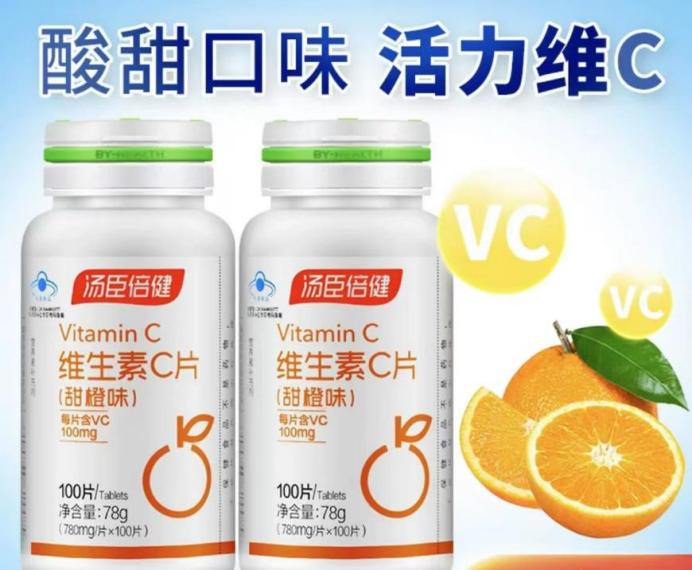 酸甜口味 活力维C
BY-HEALTH
汤臣倍健
Vitamin C
维生素C片
(甜橙味)
每片含VC
100mg
100片/Tablets
净含量:78g
(780mg/片×100片)
BY-HEALTH
汤臣倍健
Vitamin C
维生素C片
(甜橙味)
每片含VC
100mg
100片/Tablets
净含量:78g
(780mg/片×100片)
VC
VC